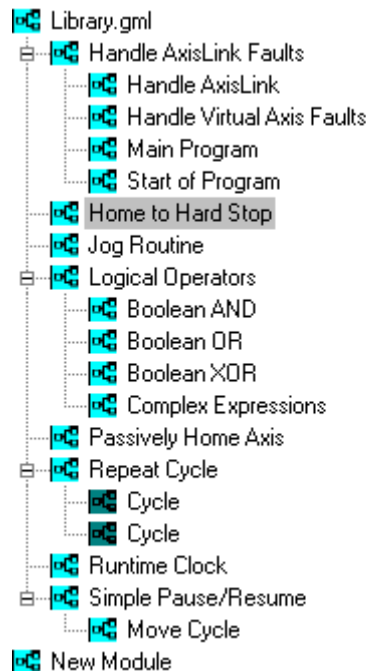 Library.gml
Handle AxisLink Faults
Handle AxisLink
Handle Virtual Axis Faults
Main Program
Start of Program
Home to Hard Stop
Jog Routine
Logical Operators
Boolean AND
Boolean OR
Boolean XOR
Complex Expressions
Passively Home Axis
Repeat Cycle
Cycle
Cycle
Runtime Clock
Simple Pause/Resume
Move Cycle
New Module